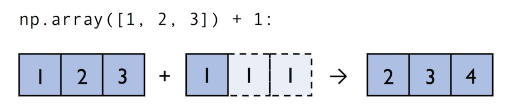 np.array([1, 2, 3]) + 1:
1 2 3 + 1 1 1 → 2 3 4